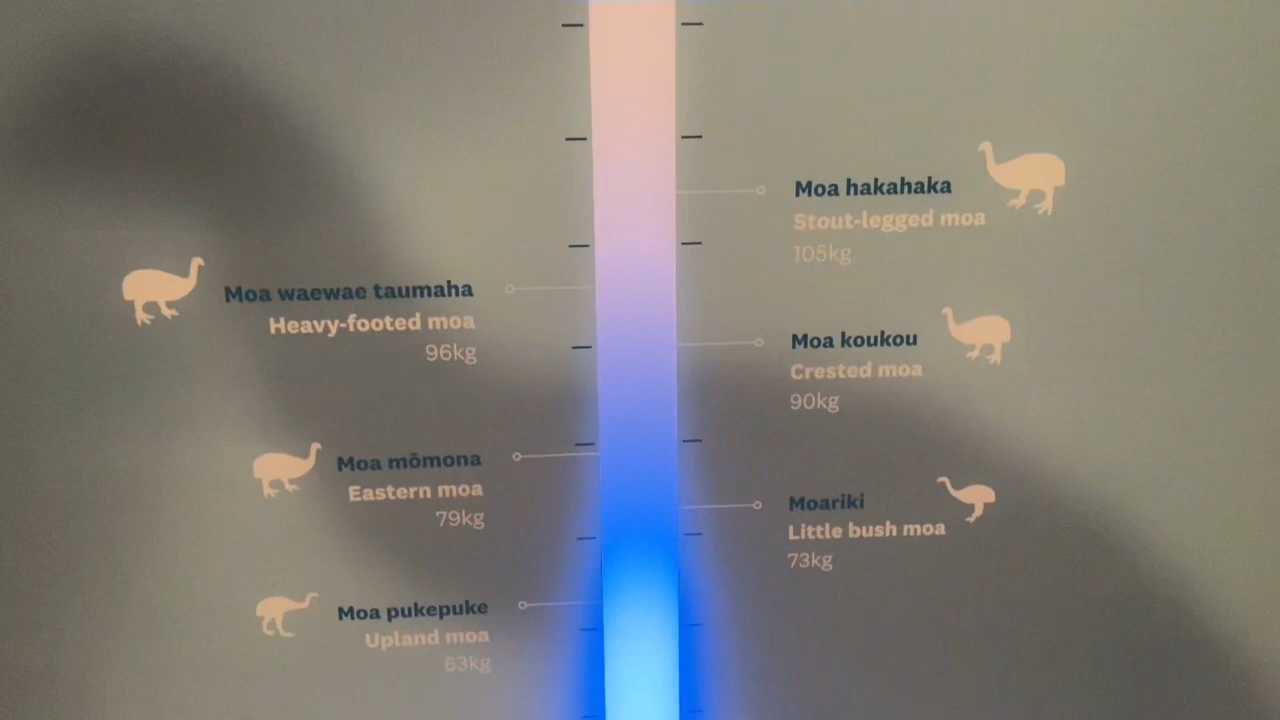 Moa hakahaka
Stout-legged moa
105kg
Moa waewae taumaha
Heavy-footed moa
96kg
Moa koukou
Crested moa
90kg
Moa mōmona
Eastern moa
79kg
Moariki
Little bush moa
73kg
Moa pukepuke
Upland moa
63kg